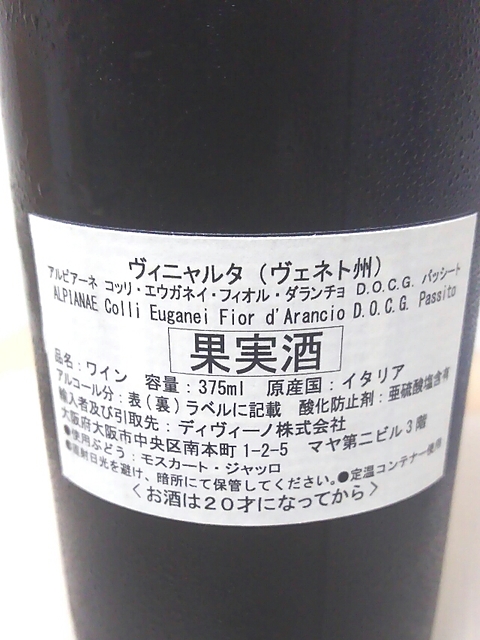 ヴィニャルタ（ヴェネト州）
アルピアーネ コッリ・エウガネイ・フィオル・ダランチョ D.O.C.G. パッシート
ALPIANAE Colli Euganei Fior d'Arancio D.O.C.G. Passito
果実酒
品名：ワイン　容量：375ml　原産国：イタリア
アルコール分：表（裏）ラベルに記載　酸化防止剤：亜硫酸塩含有
輸入者及び引取先：ディヴィーノ株式会社
大阪府大阪市中央区南本町1-2-5　マヤ第二ビル3階
●使用ぶどう：モスカート・ジャッロ
●直射日光を避け、暗所にて保管してください。●定温コンテナー使用
＜お酒は20才になってから＞